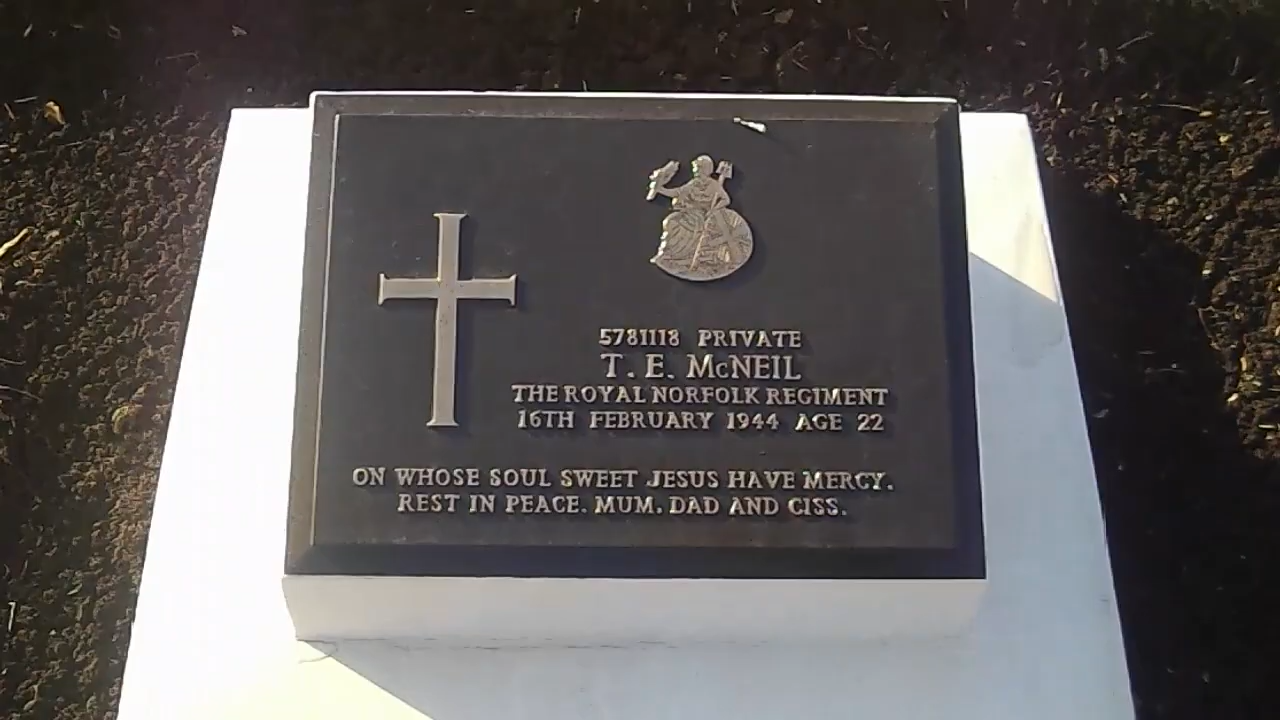 5781118 PRIVATE
T. E. McNEIL
THE ROYAL NORFOLK REGIMENT
16TH FEBRUARY 1944 AGE 22
ON WHOSE SOUL SWEET JESUS HAVE MERCY.
REST IN PEACE. MUM, DAD AND CISS.